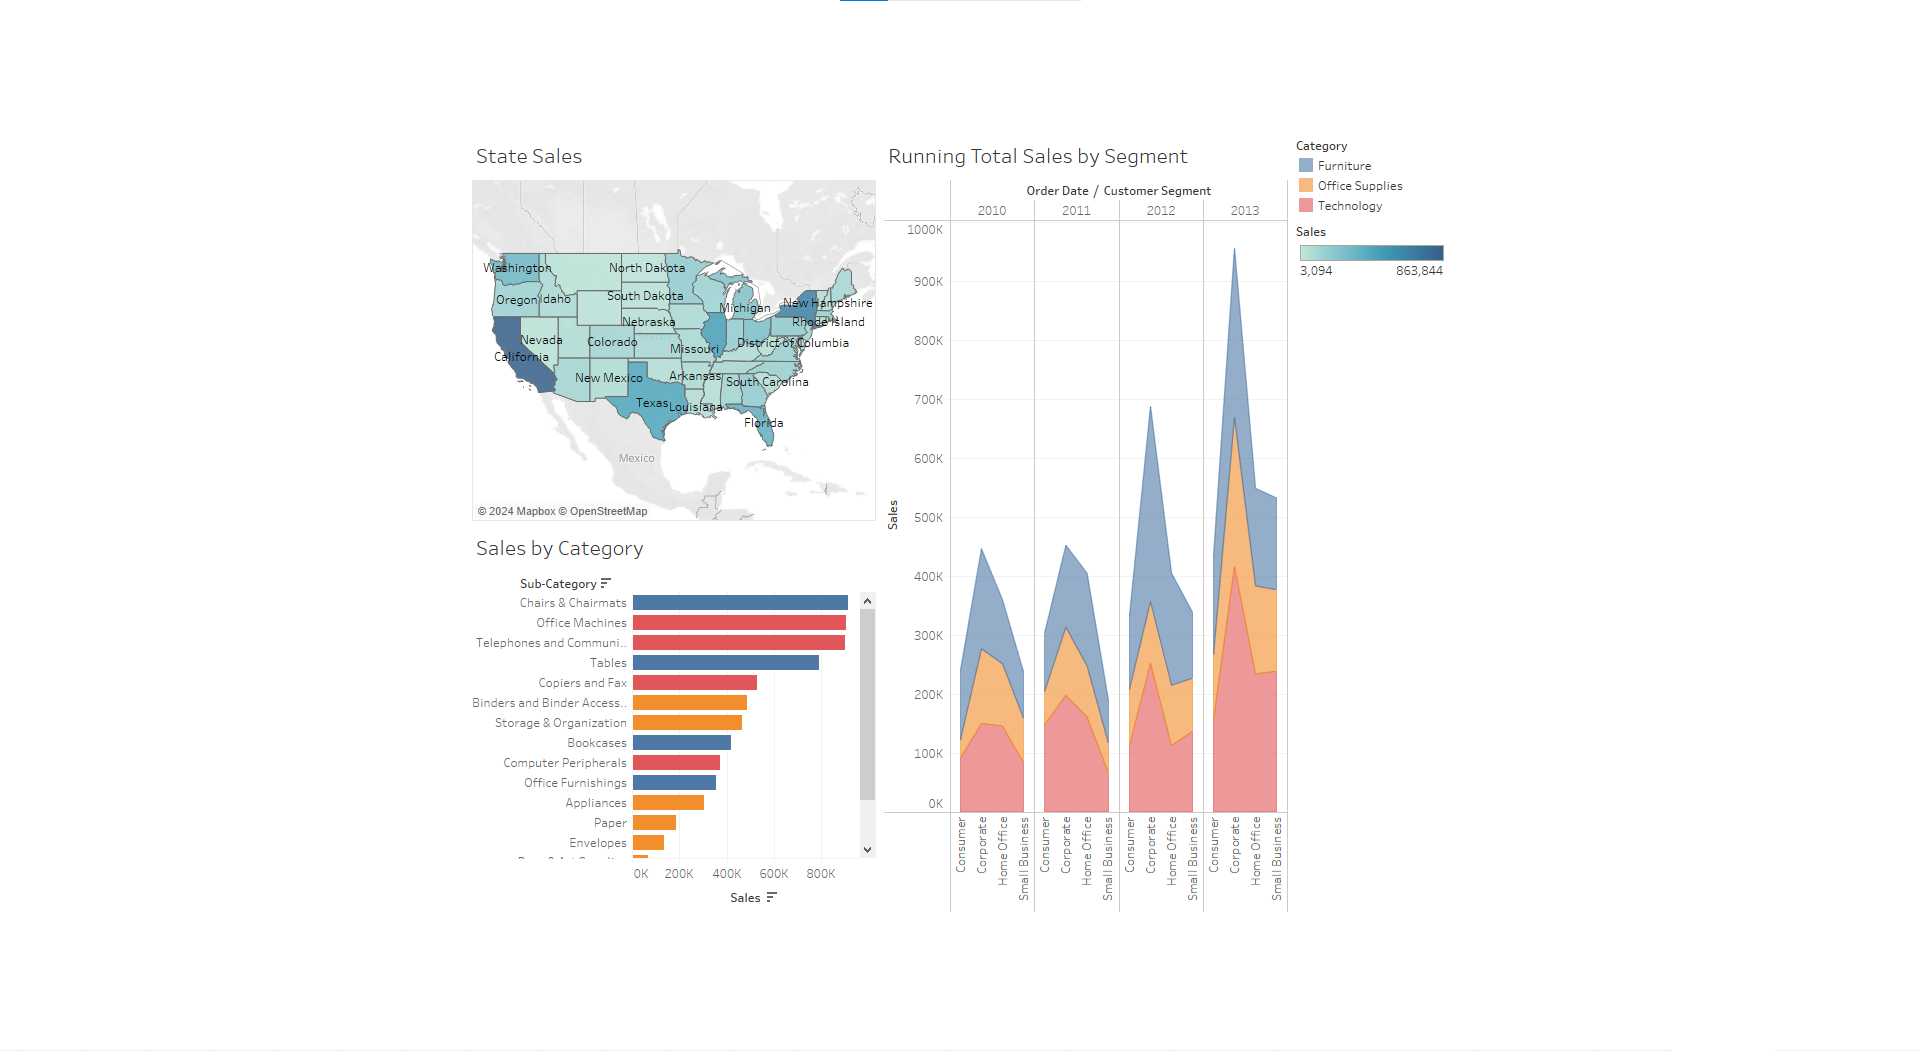 State Sales
Washington
North Dakota
Oregon
Idaho
South Dakota
Michigan
New Hampshire
Nebraska
Rhode Island
Nevada
Colorado
Missouri
District of Columbia
California
New Mexico
Arkansas
South Carolina
Texas
Louisiana
Florida
Mexico
© 2024 Mapbox © OpenStreetMap
Sales by Category
Sub-Category
Chairs & Chairmats
Office Machines
Telephones and Communi..
Tables
Copiers and Fax
Binders and Binder Access..
Storage & Organization
Bookcases
Computer Peripherals
Office Furnishings
Appliances
Paper
Envelopes
0K 200K 400K 600K 800K
Sales
Running Total Sales by Segment
Order Date / Customer Segment
2010 2011 2012 2013
1000K
900K
800K
700K
600K
500K
400K
300K
200K
100K
0K
Sales
Consumer
Corporate
Home Office
Small Business
Consumer
Corporate
Home Office
Small Business
Consumer
Corporate
Home Office
Small Business
Consumer
Corporate
Home Office
Small Business
Category
Furniture
Office Supplies
Technology
Sales
3,094 863,844